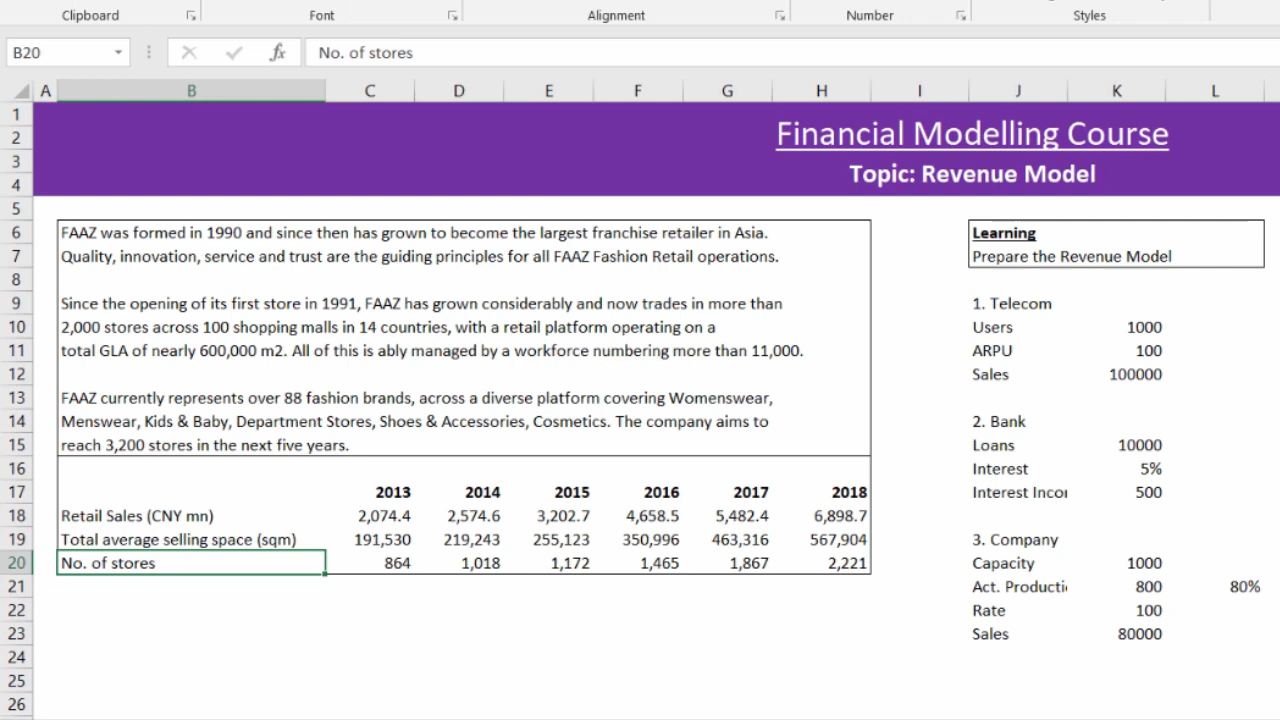 Clipboard Font Alignment Number Styles
B20 fx No. of stores
A B C D E F G H I J K L
1
2 Financial Modelling Course
3
4 Topic: Revenue Model
5
6 FAAZ was formed in 1990 and since then has grown to become the largest franchise retailer in Asia. Learning
7 Quality, innovation, service and trust are the guiding principles for all FAAZ Fashion Retail operations. Prepare the Revenue Model
8
9 Since the opening of its first store in 1991, FAAZ has grown considerably and now trades in more than 1. Telecom
10 2,000 stores across 100 shopping malls in 14 countries, with a retail platform operating on a Users 1000
11 total GLA of nearly 600,000 m2. All of this is ably managed by a workforce numbering more than 11,000. ARPU 100
12 Sales 100000
13 FAAZ currently represents over 88 fashion brands, across a diverse platform covering Womenswear,
14 Menswear, Kids & Baby, Department Stores, Shoes & Accessories, Cosmetics. The company aims to 2. Bank
15 reach 3,200 stores in the next five years. Loans 10000
16 Interest 5%
17 2013 2014 2015 2016 2017 2018 Interest Incor 500
18 Retail Sales (CNY mn) 2,074.4 2,574.6 3,202.7 4,658.5 5,482.4 6,898.7
19 Total average selling space (sqm) 191,530 219,243 255,123 350,996 463,316 567,904 3. Company
20 No. of stores 864 1,018 1,172 1,465 1,867 2,221 Capacity 1000
21 Act. Producti 800 80%
22 Rate 100
23 Sales 80000
24
25
26